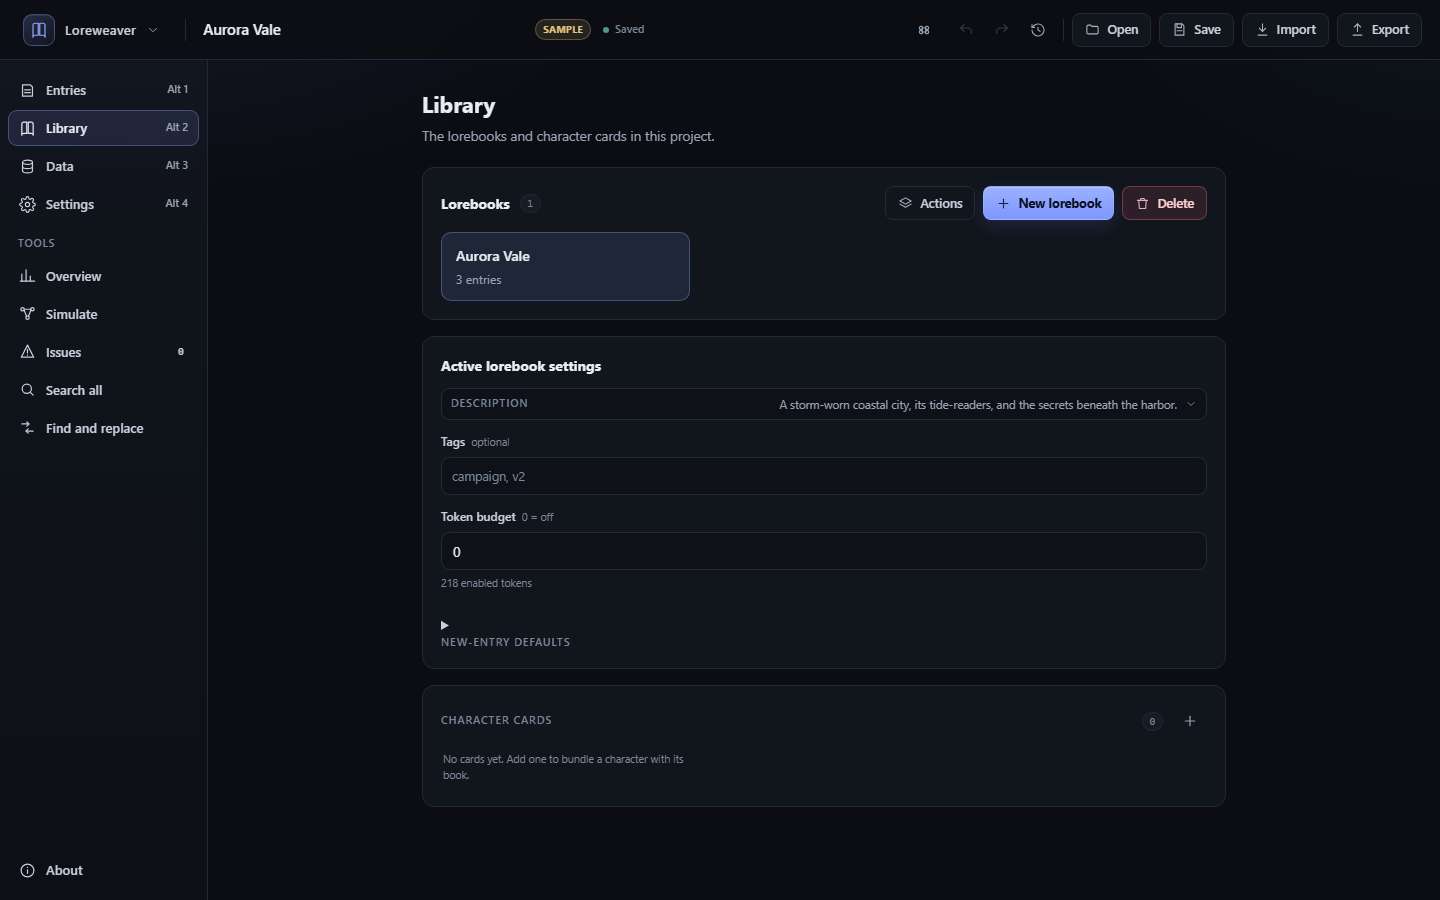 Loreweaver
Aurora Vale
SAMPLE
Saved
88
Open
Save
Import
Export
Entries Alt 1
Library Alt 2
Data Alt 3
Settings Alt 4
TOOLS
Overview
Simulate
Issues 0
Search all
Find and replace
About
Library
The lorebooks and character cards in this project.
Lorebooks 1
Actions
New lorebook
Delete
Aurora Vale
3 entries
Active lorebook settings
DESCRIPTION A storm-worn coastal city, its tide-readers, and the secrets beneath the harbor.
Tags optional
campaign, v2
Token budget 0 = off
0
218 enabled tokens
NEW-ENTRY DEFAULTS
CHARACTER CARDS 0
No cards yet. Add one to bundle a character with its
book.